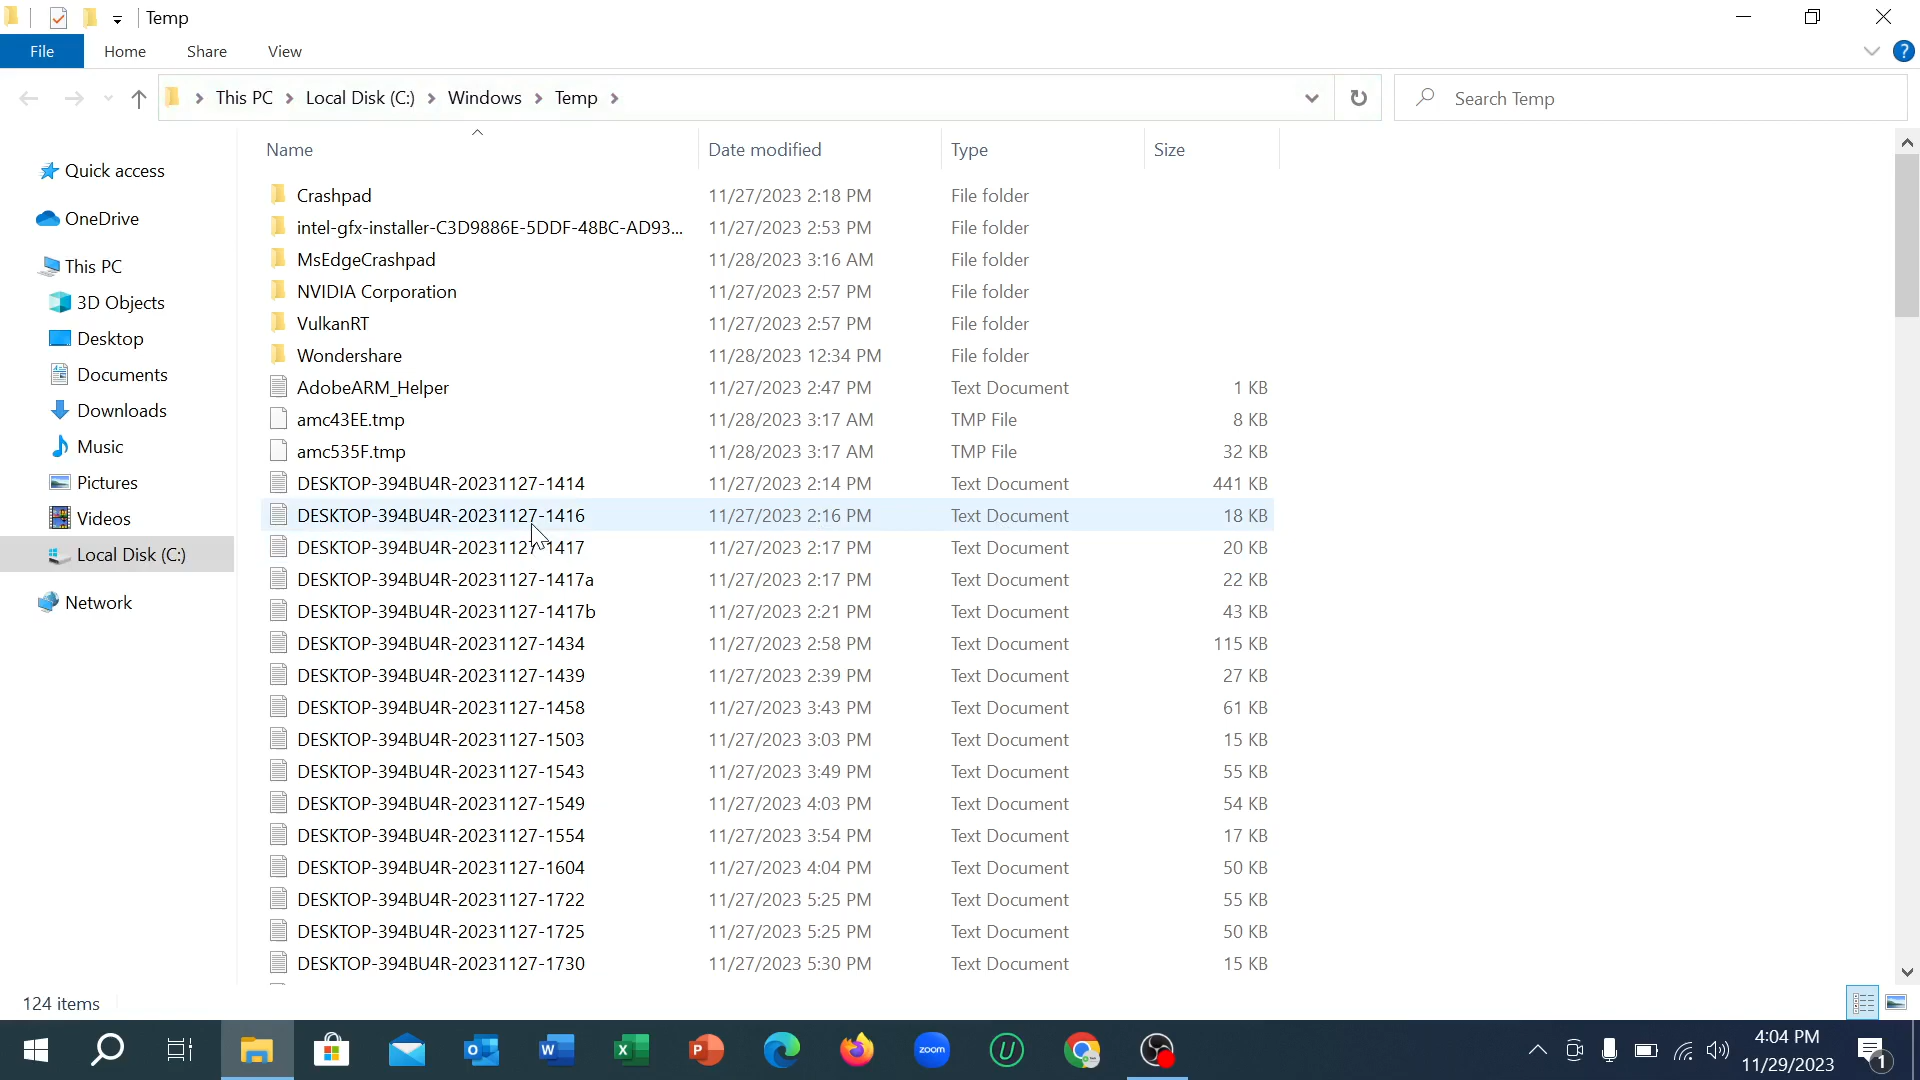 Temp
File Home Share View
This PC Local Disk (C:) Windows Temp
Search Temp
Name Date modified Type Size
Quick access
OneDrive
This PC
3D Objects
Desktop
Documents
Downloads
Music
Pictures
Videos
Local Disk (C:)
Network
Crashpad 11/27/2023 2:18 PM File folder
intel-gfx-installer-C3D9886E-5DDF-48BC-AD93... 11/27/2023 2:53 PM File folder
MsEdgeCrashpad 11/28/2023 3:16 AM File folder
NVIDIA Corporation 11/27/2023 2:57 PM File folder
VulkanRT 11/27/2023 2:57 PM File folder
Wondershare 11/28/2023 12:34 PM File folder
AdobeARM_Helper 11/27/2023 2:47 PM Text Document 1 KB
amc43EE.tmp 11/28/2023 3:17 AM TMP File 8 KB
amc535F.tmp 11/28/2023 3:17 AM TMP File 32 KB
DESKTOP-394BU4R-20231127-1414 11/27/2023 2:14 PM Text Document 441 KB
DESKTOP-394BU4R-20231127-1416 11/27/2023 2:16 PM Text Document 18 KB
DESKTOP-394BU4R-20231127-1417 11/27/2023 2:17 PM Text Document 20 KB
DESKTOP-394BU4R-20231127-1417a 11/27/2023 2:17 PM Text Document 22 KB
DESKTOP-394BU4R-20231127-1417b 11/27/2023 2:21 PM Text Document 43 KB
DESKTOP-394BU4R-20231127-1434 11/27/2023 2:58 PM Text Document 115 KB
DESKTOP-394BU4R-20231127-1439 11/27/2023 2:39 PM Text Document 27 KB
DESKTOP-394BU4R-20231127-1458 11/27/2023 3:43 PM Text Document 61 KB
DESKTOP-394BU4R-20231127-1503 11/27/2023 3:03 PM Text Document 15 KB
DESKTOP-394BU4R-20231127-1543 11/27/2023 3:49 PM Text Document 55 KB
DESKTOP-394BU4R-20231127-1549 11/27/2023 4:03 PM Text Document 54 KB
DESKTOP-394BU4R-20231127-1554 11/27/2023 3:54 PM Text Document 17 KB
DESKTOP-394BU4R-20231127-1604 11/27/2023 4:04 PM Text Document 50 KB
DESKTOP-394BU4R-20231127-1722 11/27/2023 5:25 PM Text Document 55 KB
DESKTOP-394BU4R-20231127-1725 11/27/2023 5:25 PM Text Document 50 KB
DESKTOP-394BU4R-20231127-1730 11/27/2023 5:30 PM Text Document 15 KB
124 items
zoom
4:04 PM
11/29/2023
1